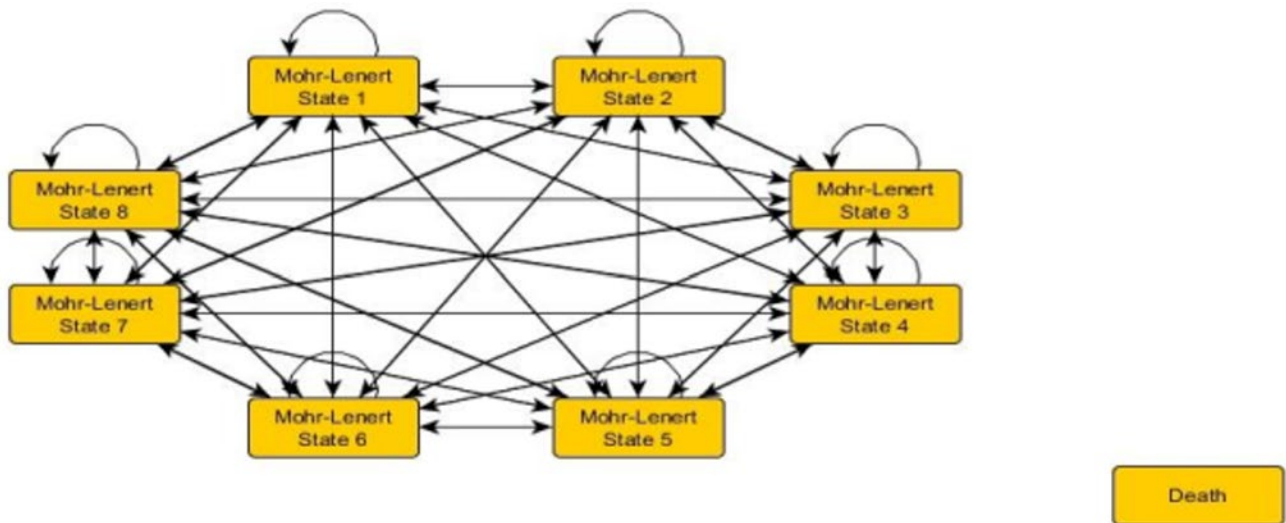 Mohr-Lenert
State 1
Mohr-Lenert
State 2
Mohr-Lenert
State 8
Mohr-Lenert
State 3
Mohr-Lenert
State 7
Mohr-Lenert
State 4
Mohr-Lenert
State 6
Mohr-Lenert
State 5
Death